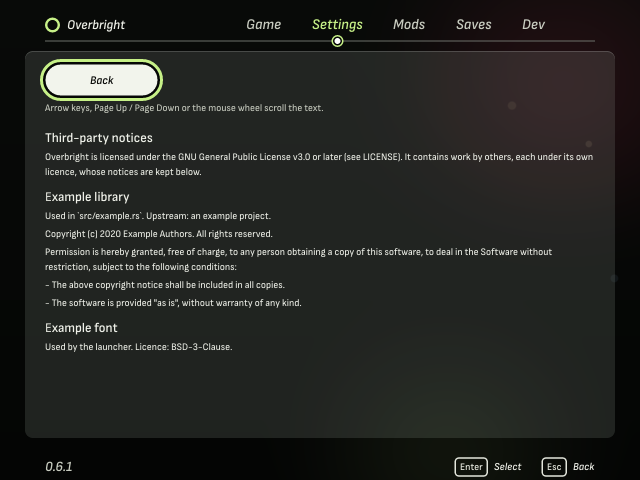 Overbright
Game Settings Mods Saves Dev
Back
Arrow keys, Page Up / Page Down or the mouse wheel scroll the text.
Third-party notices
Overbright is licensed under the GNU General Public License v3.0 or later (see LICENSE). It contains work by others, each under its own
licence, whose notices are kept below.
Example library
Used in `src/example.rs`. Upstream: an example project.
Copyright (c) 2020 Example Authors. All rights reserved.
Permission is hereby granted, free of charge, to any person obtaining a copy of this software, to deal in the Software without
restriction, subject to the following conditions:
- The above copyright notice shall be included in all copies.
- The software is provided "as is", without warranty of any kind.
Example font
Used by the launcher. Licence: BSD-3-Clause.
0.6.1
Enter Select Esc Back